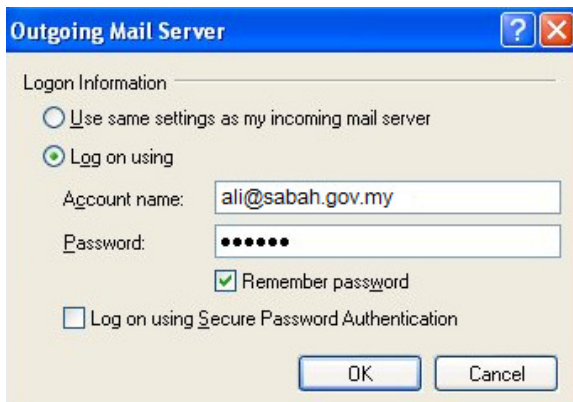 Outgoing Mail Server
Logon Information
Use same settings as my incoming mail server
Log on using
Account name: ali@sabah.gov.my
Password: ••••••
Remember password
Log on using Secure Password Authentication
OK Cancel